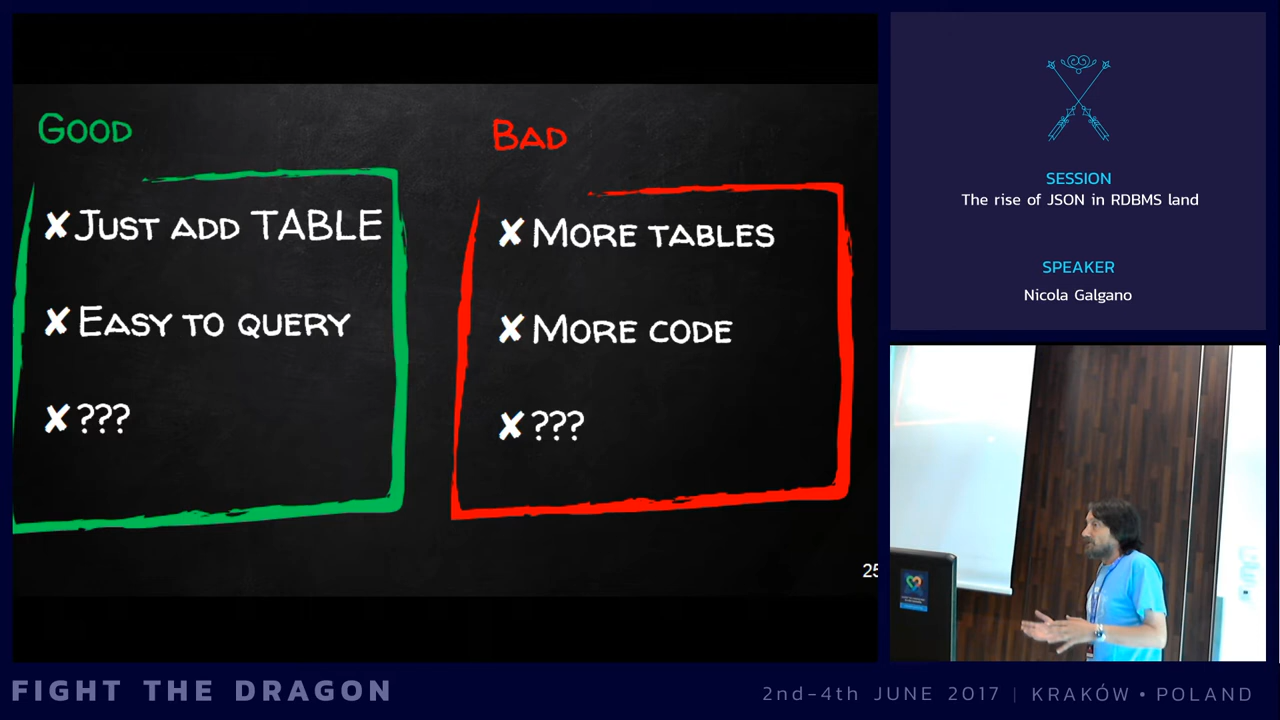 Good
✘ Just add TABLE
✘ Easy to query
✘ ???
Bad
✘ More tables
✘ More code
✘ ???
25
SESSION
The rise of JSON in RDBMS land
SPEAKER
Nicola Galgano
FIGHT THE DRAGON
2nd-4th JUNE 2017 | KRAKÓW • POLAND